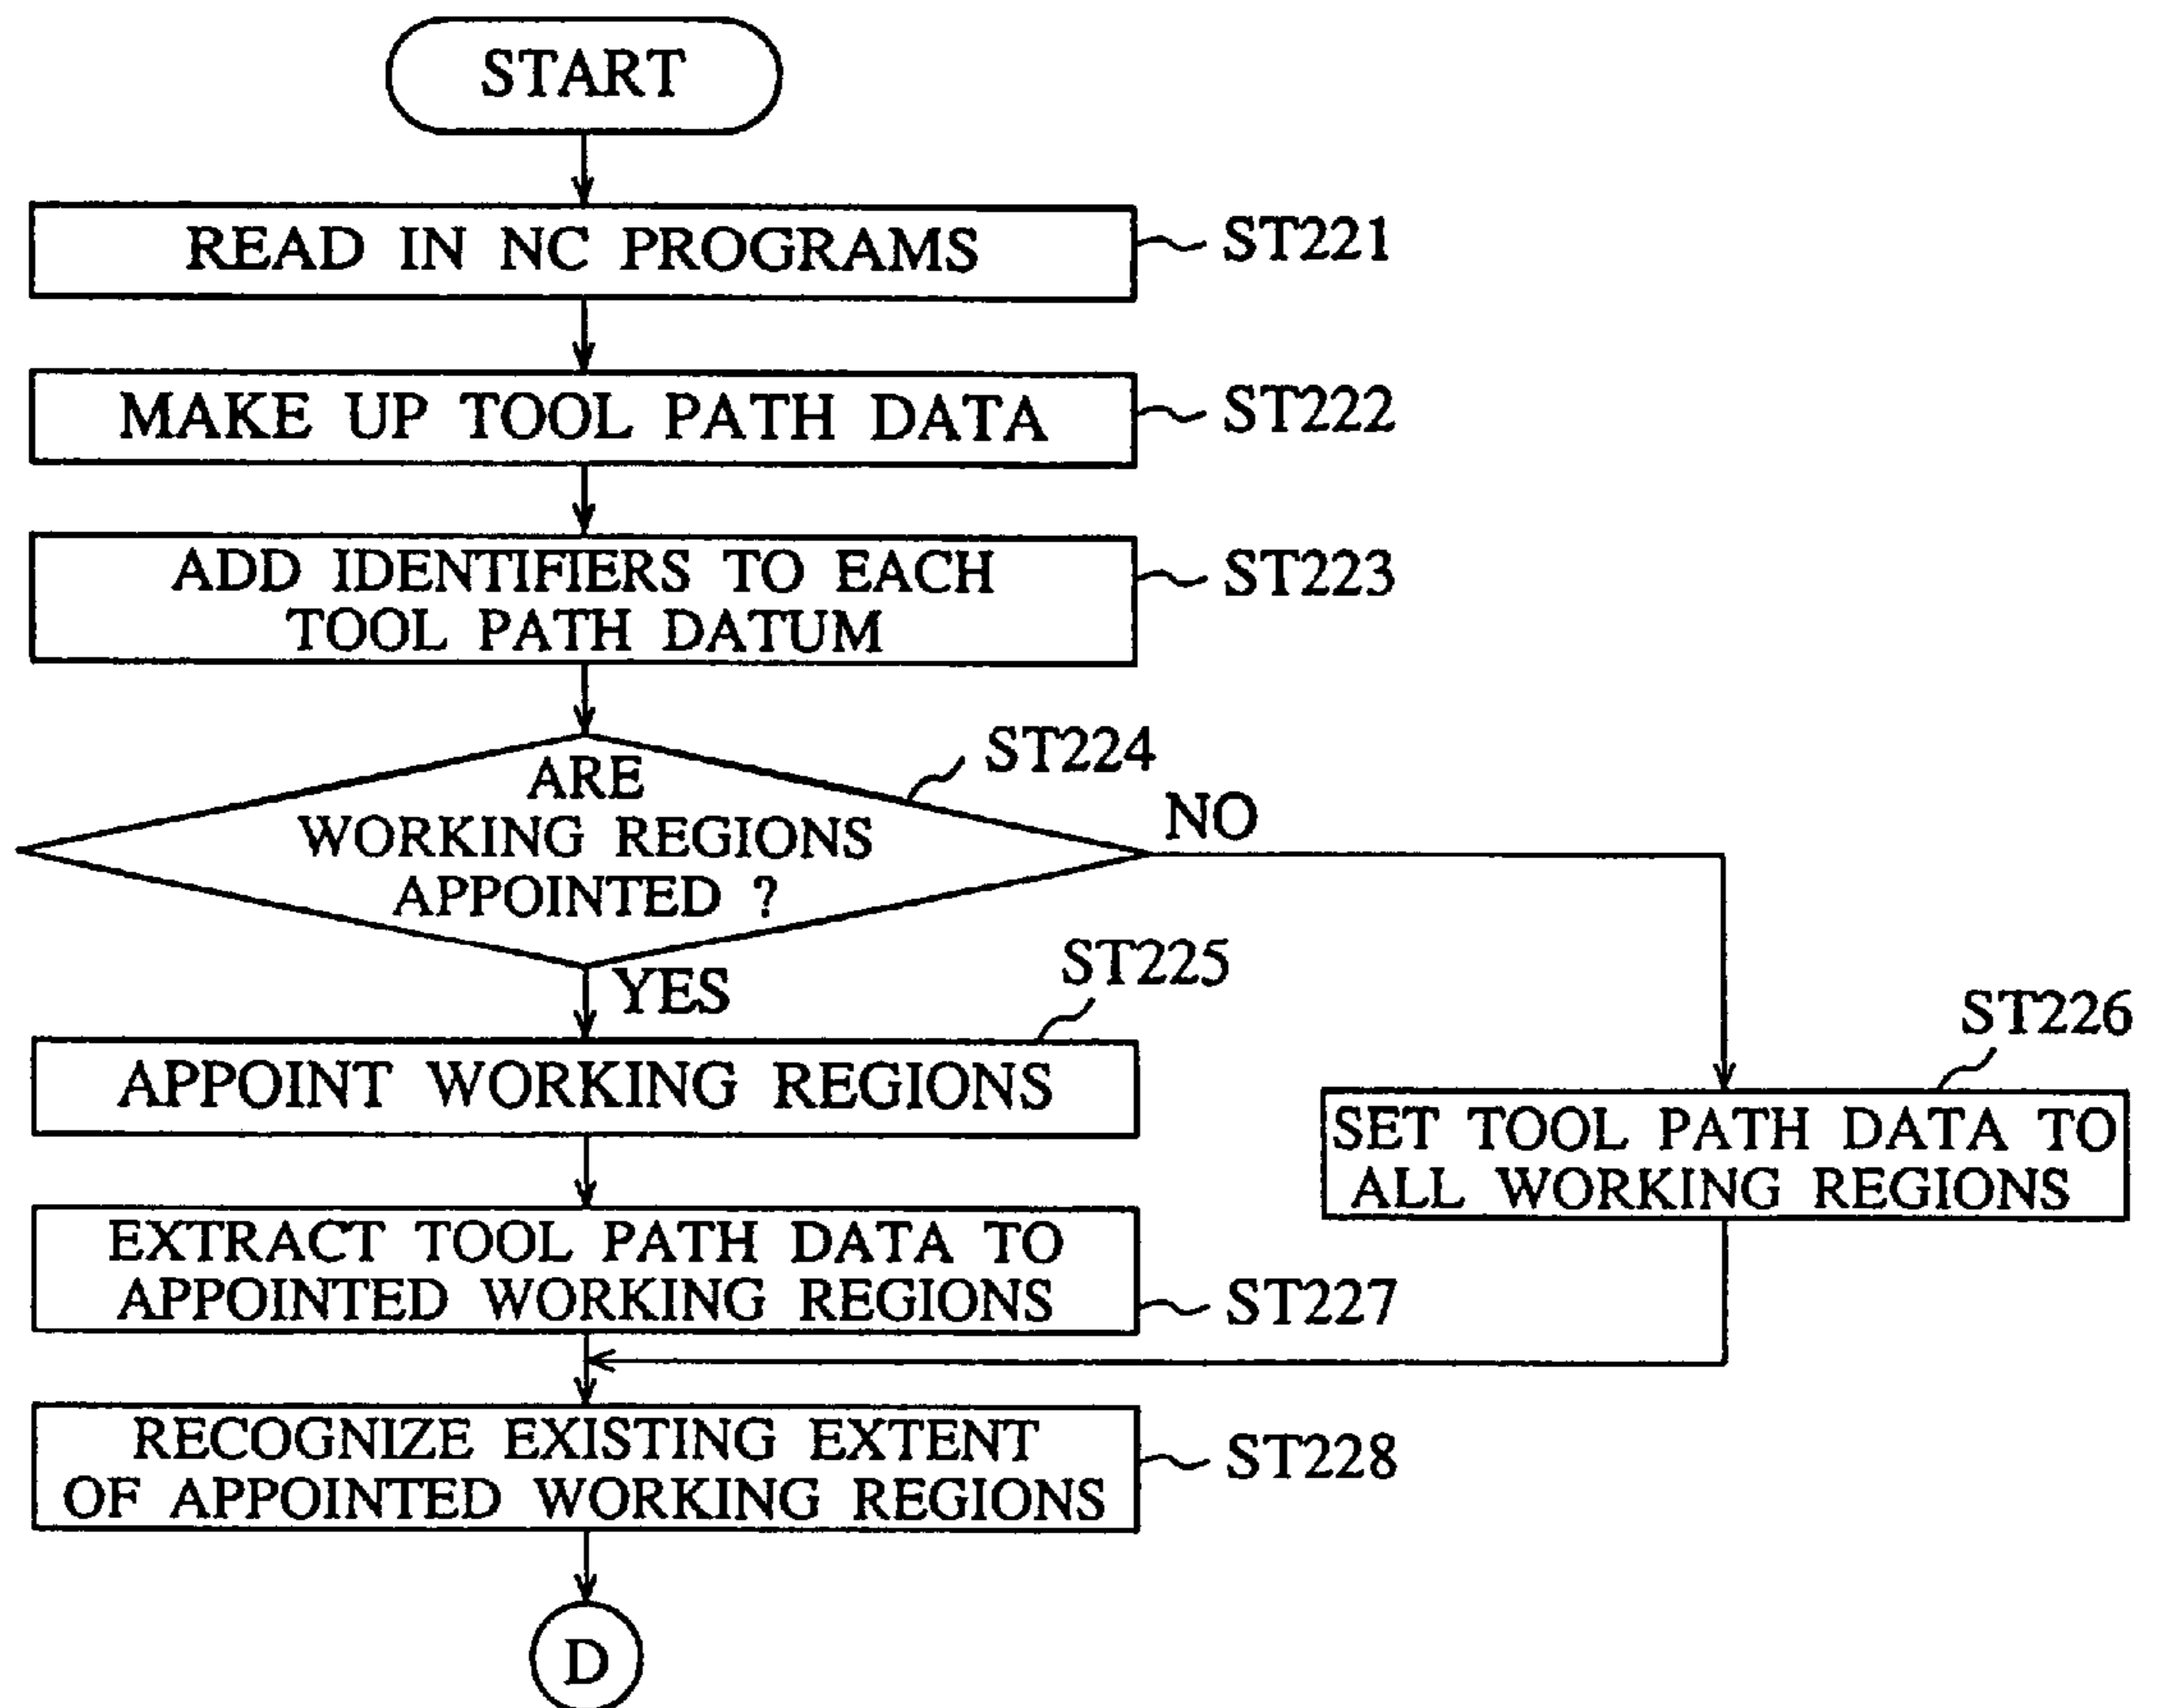 START
READ IN NC PROGRAMS
ST221
MAKE UP TOOL PATH DATA
ST222
ADD IDENTIFIERS TO EACH
TOOL PATH DATUM
ST223
ST224
ARE
WORKING REGIONS
APPOINTED ?
NO
YES
ST225
APPOINT WORKING REGIONS
ST226
SET TOOL PATH DATA TO
ALL WORKING REGIONS
EXTRACT TOOL PATH DATA TO
APPOINTED WORKING REGIONS
ST227
RECOGNIZE EXISTING EXTENT
OF APPOINTED WORKING REGIONS
ST228
D